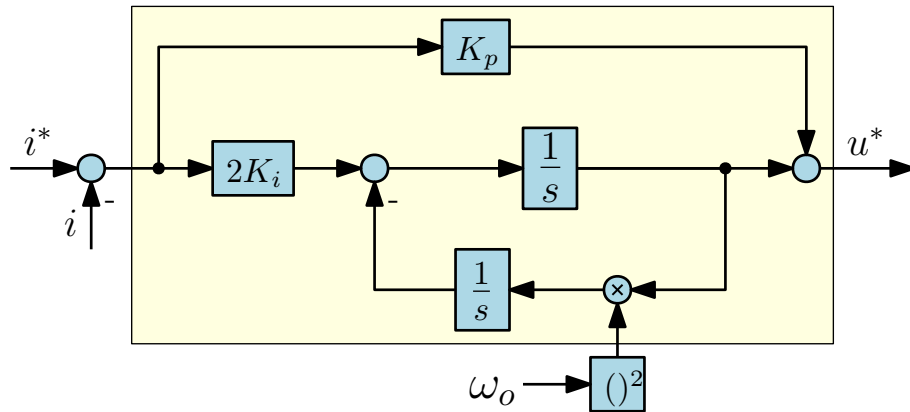 K_p
i^*
2K_i
1/s
u^*
-
-
i
1/s
×
ω_o
()^2